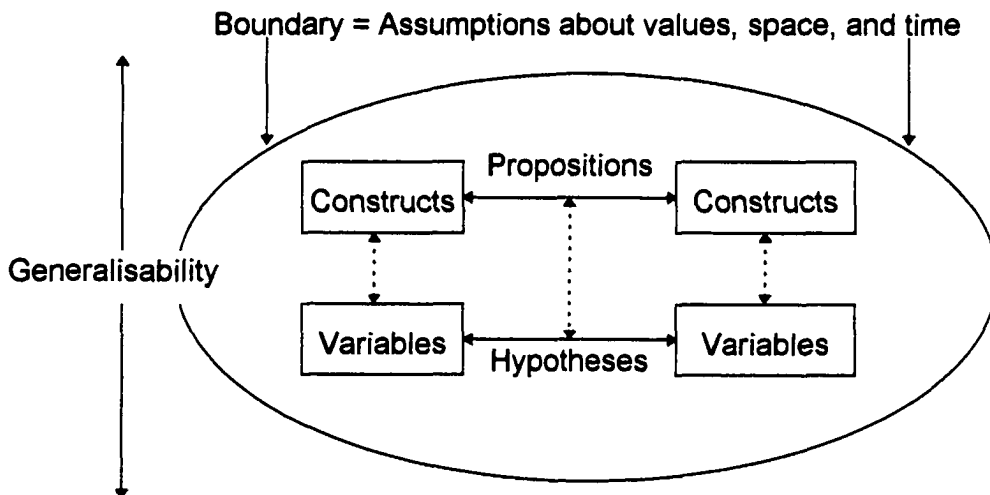 Boundary = Assumptions about values, space, and time
Propositions
Constructs
Constructs
Generalisability
Variables
Hypotheses
Variables